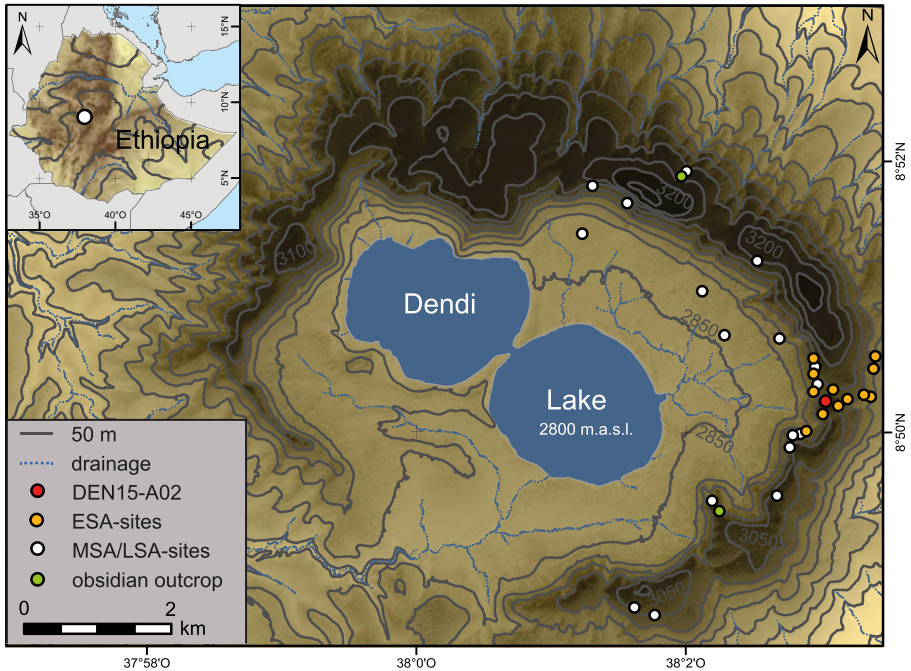 N
15°N
10°N
Ethiopia
5°N
35°O
40°O
45°O
N
8°52'N
3200
3200
3100
Dendi
2850
Lake
2800 m.a.s.l.
2850
8°50'N
3050
3050
50 m
drainage
DEN15-A02
ESA-sites
MSA/LSA-sites
obsidian outcrop
0 2
km
37°58'O
38°0'O
38°2'O